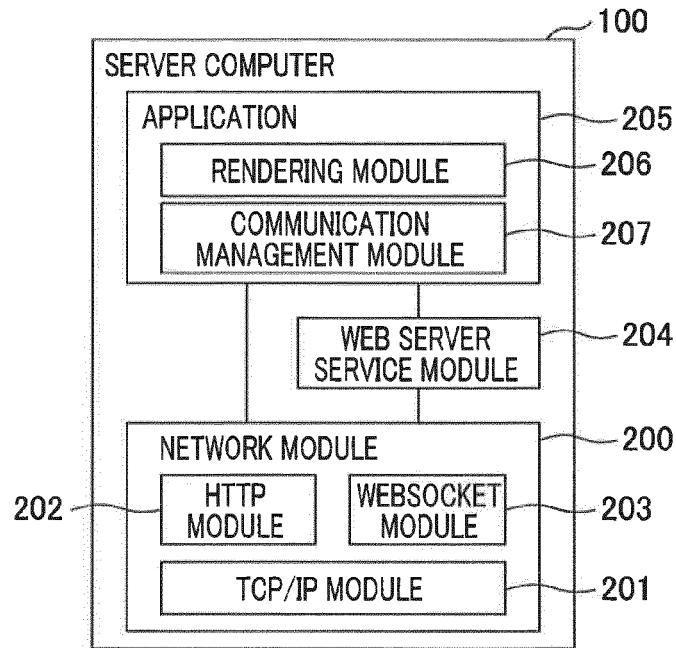 100
SERVER COMPUTER
APPLICATION
205
RENDERING MODULE
206
COMMUNICATION
MANAGEMENT MODULE
207
WEB SERVER
SERVICE MODULE
204
NETWORK MODULE
200
202
HTTP
MODULE
WEBSOCKET
MODULE
203
TCP/IP MODULE
201